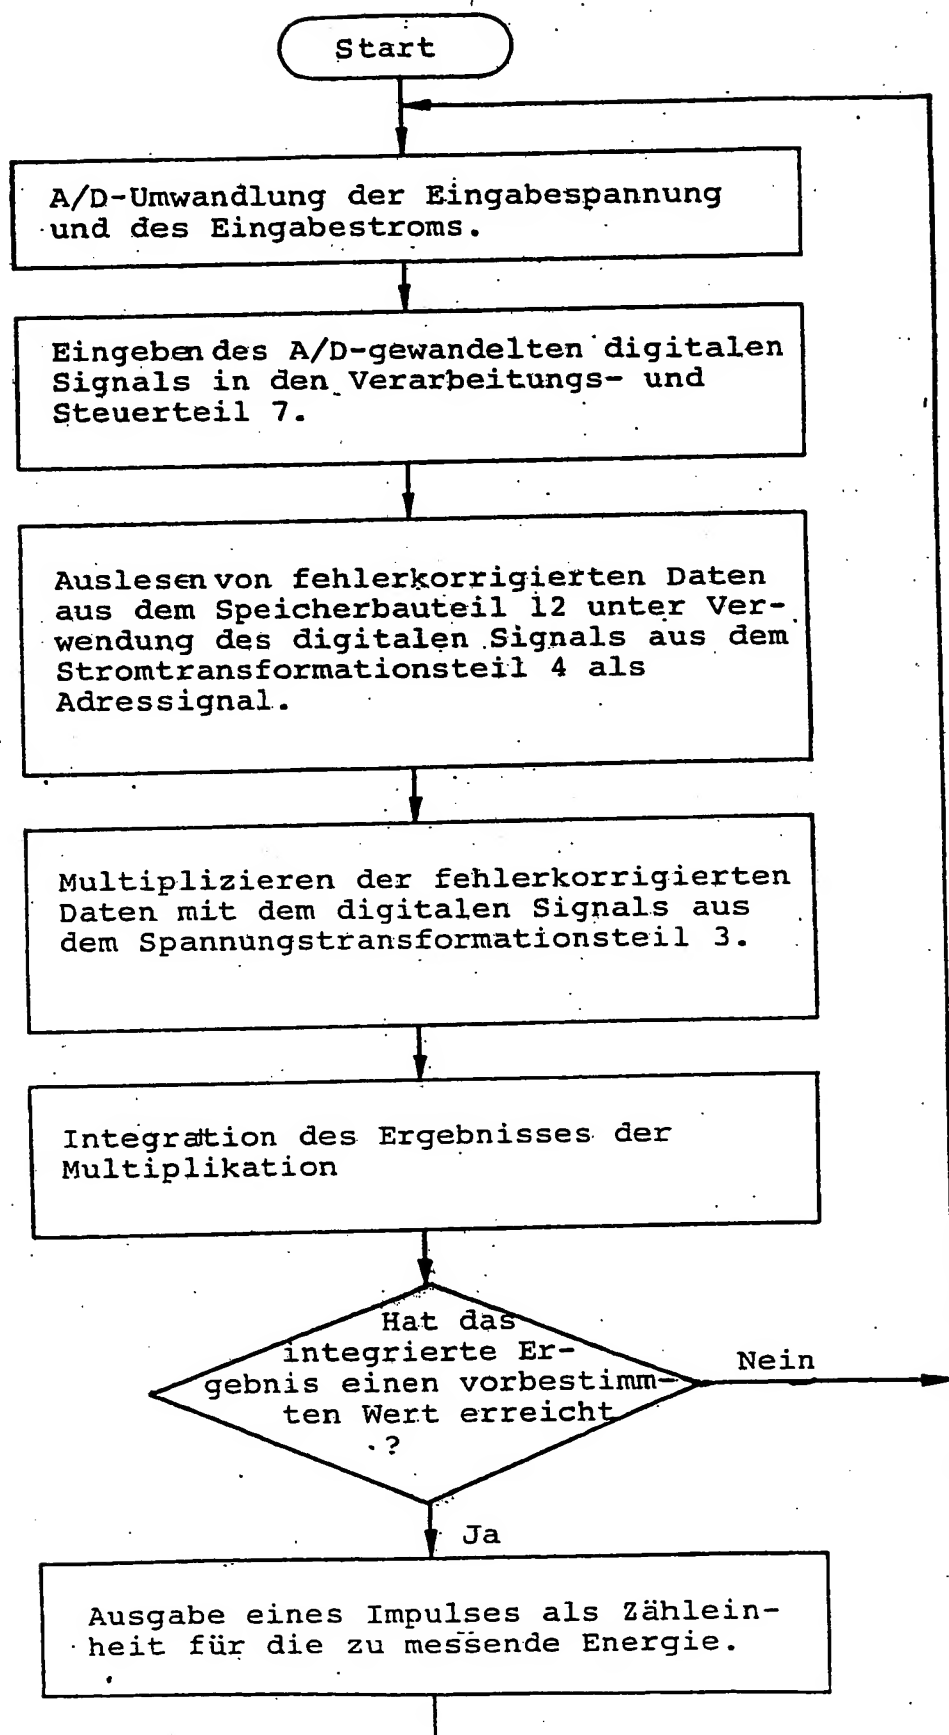 Start
A/D-Umwandlung der Eingabespannung
und des Eingabestroms.
Eingeben des A/D-gewandelten digitalen
Signals in den Verarbeitungs- und
Steuerteil 7.
Auslesen von fehlerkorrigierten Daten
aus dem Speicherbauteil 12 unter Ver-
wendung des digitalen Signals aus dem
Stromtransformationsteil 4 als
Adressignal.
Multiplizieren der fehlerkorrigierten
Daten mit dem digitalen Signals aus
dem Spannungstransformationsteil 3.
Integration des Ergebnisses der
Multiplikation
Hat das
integrierte Er-
gebnis einen vorbestimm-
ten Wert erreicht
?
Nein
Ja
Ausgabe eines Impulses als Zählein-
heit für die zu messende Energie.